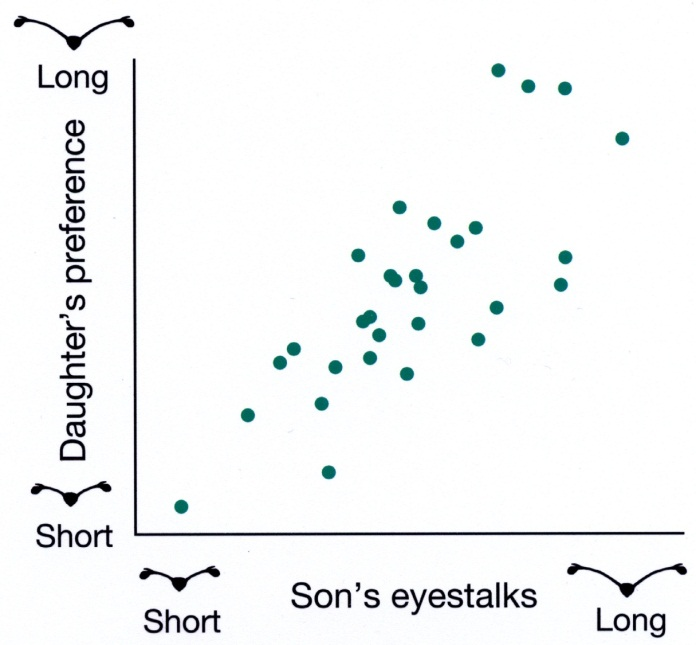 Long
Daughter's preference
Short
Short
Son's eyestalks
Long